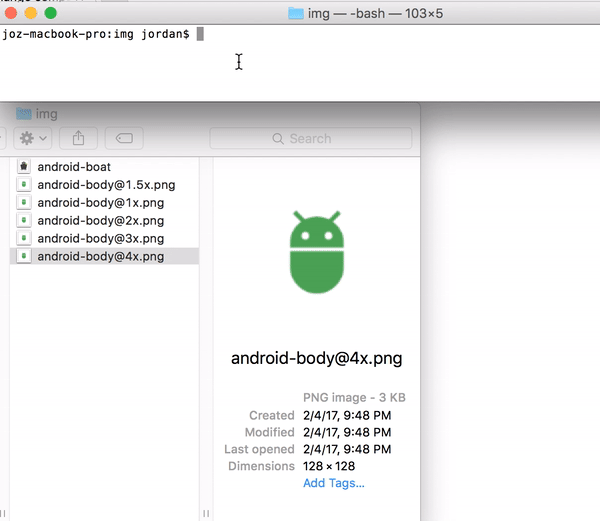 img — -bash — 103×5
joz-macbook-pro:img jordan$
img
Search
android-boat
android-body@1.5x.png
android-body@1x.png
android-body@2x.png
android-body@3x.png
android-body@4x.png
android-body@4x.png
PNG image - 3 KB
Created 2/4/17, 9:48 PM
Modified 2/4/17, 9:48 PM
Last opened 2/4/17, 9:48 PM
Dimensions 128 × 128
Add Tags...